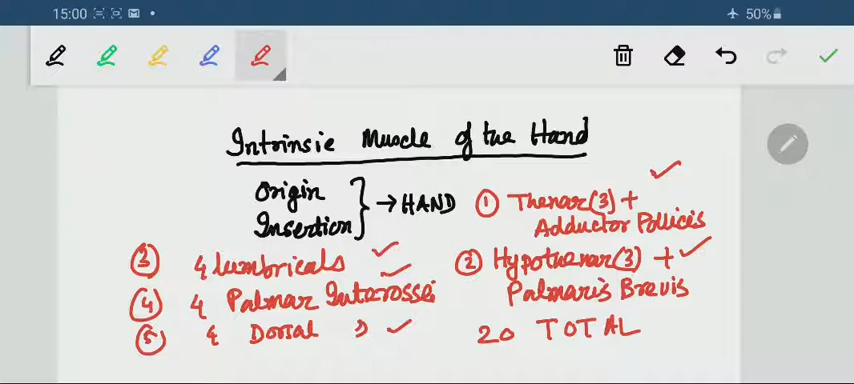 15:00
50%
Intrinsic Muscle of the Hand
Origin
Insertion } → HAND
① Thenar(3) +
Adductor Pollicis
② Hypothenar(3) +
Palmaris Brevis
③ 4 Lumbricals
④ 4 Palmar Interossei
⑤ 4 Dorsal "
20 TOTAL